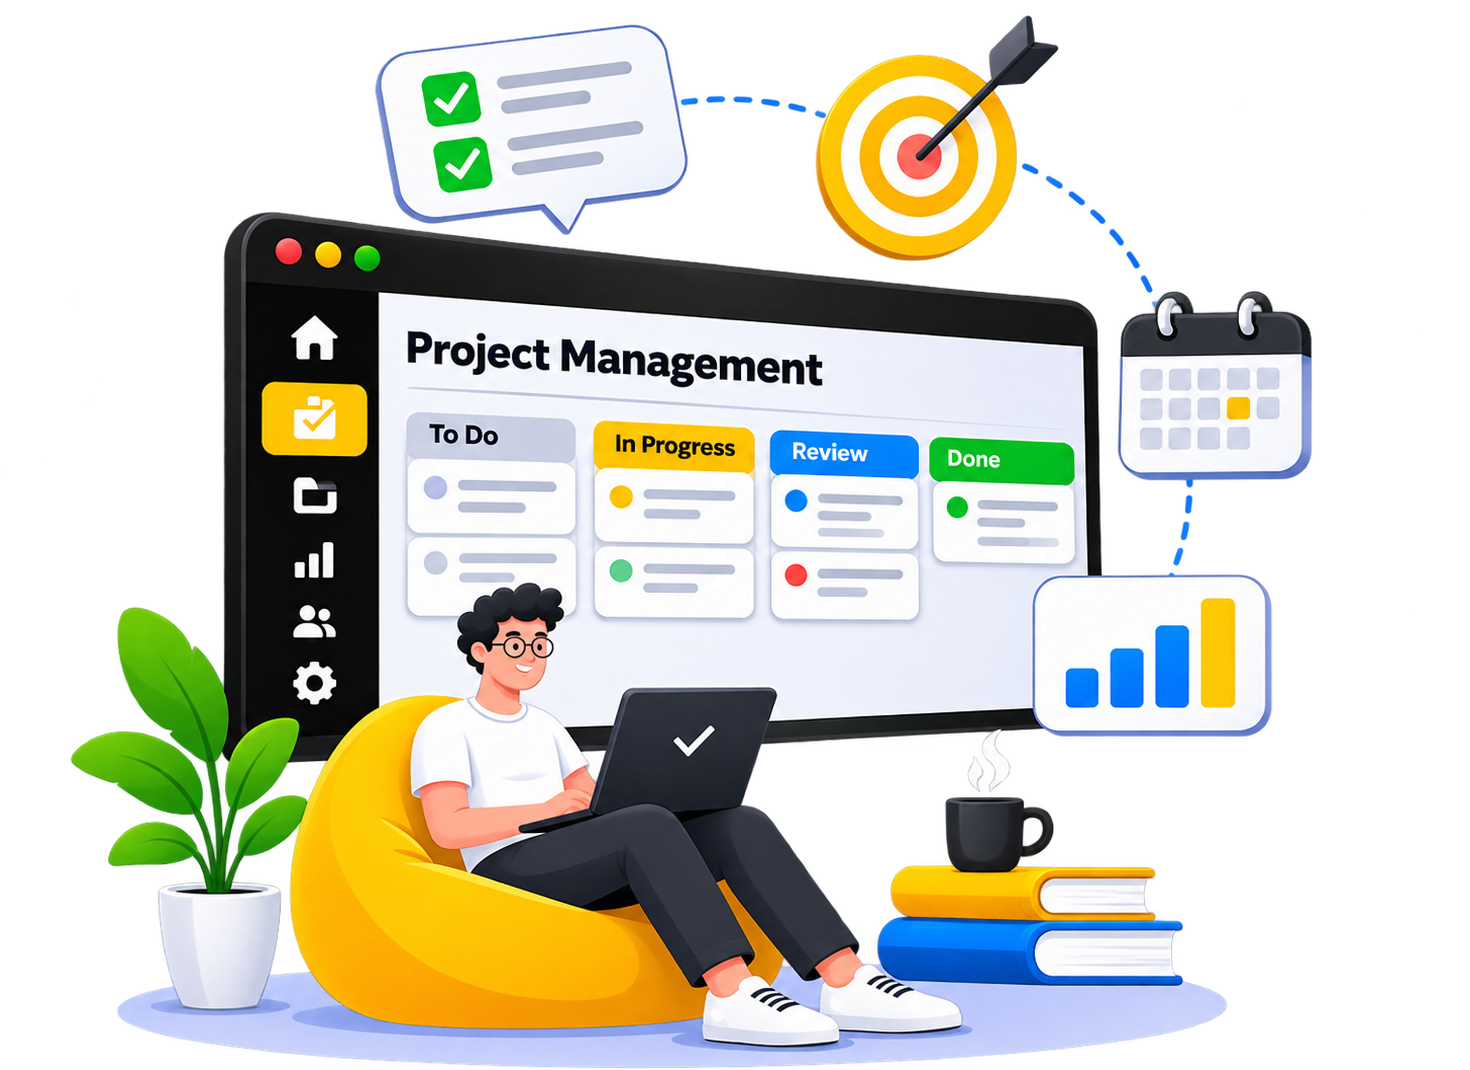 Project Management
To Do
In Progress
Review
Done